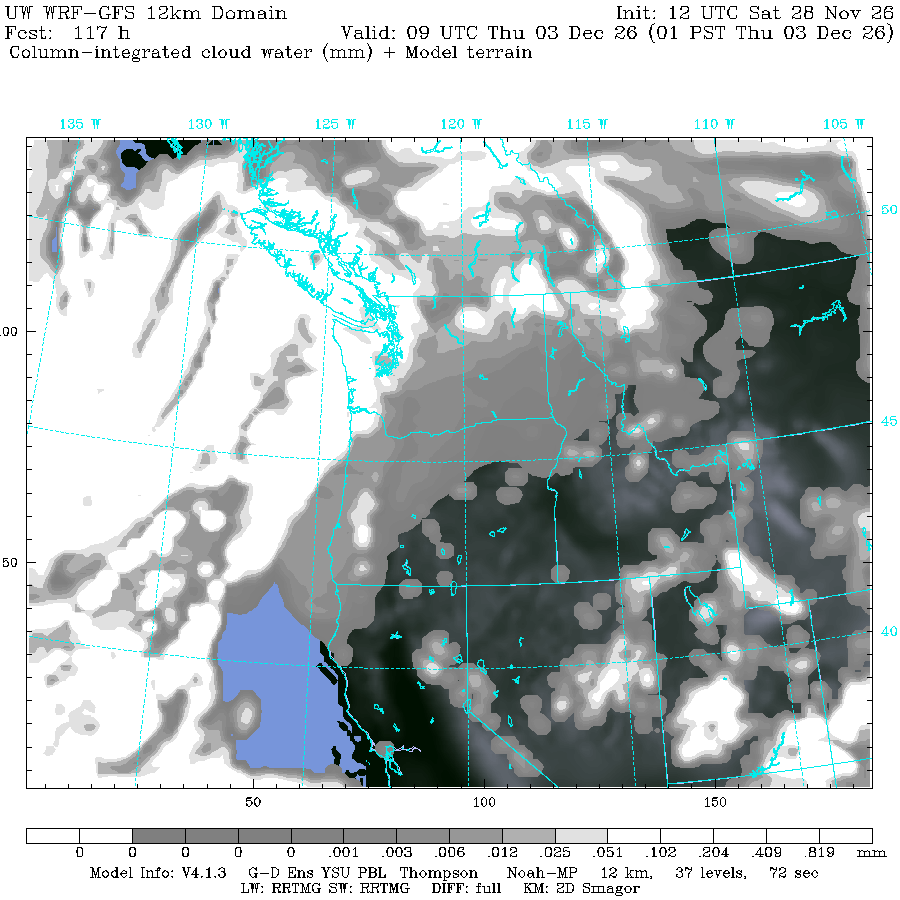 UW WRF-GFS 12km Domain Init: 12 UTC Sat 28 Nov 26
Fcst: 117 h Valid: 09 UTC Thu 03 Dec 26 (01 PST Thu 03 Dec 26)
Column-integrated cloud water (mm) + Model terrain
135 W 130 W 125 W 120 W 115 W 110 W 105 W
50
00
45
50
40
50 100 150
0 0 0 0 0 .001 .003 .006 .012 .025 .051 .102 .204 .409 .819 mm
Model Info: V4.1.3 G-D Ens YSU PBL Thompson Noah-MP 12 km, 37 levels, 72 sec
LW: RRTMG SW: RRTMG DIFF: full KM: 2D Smagor